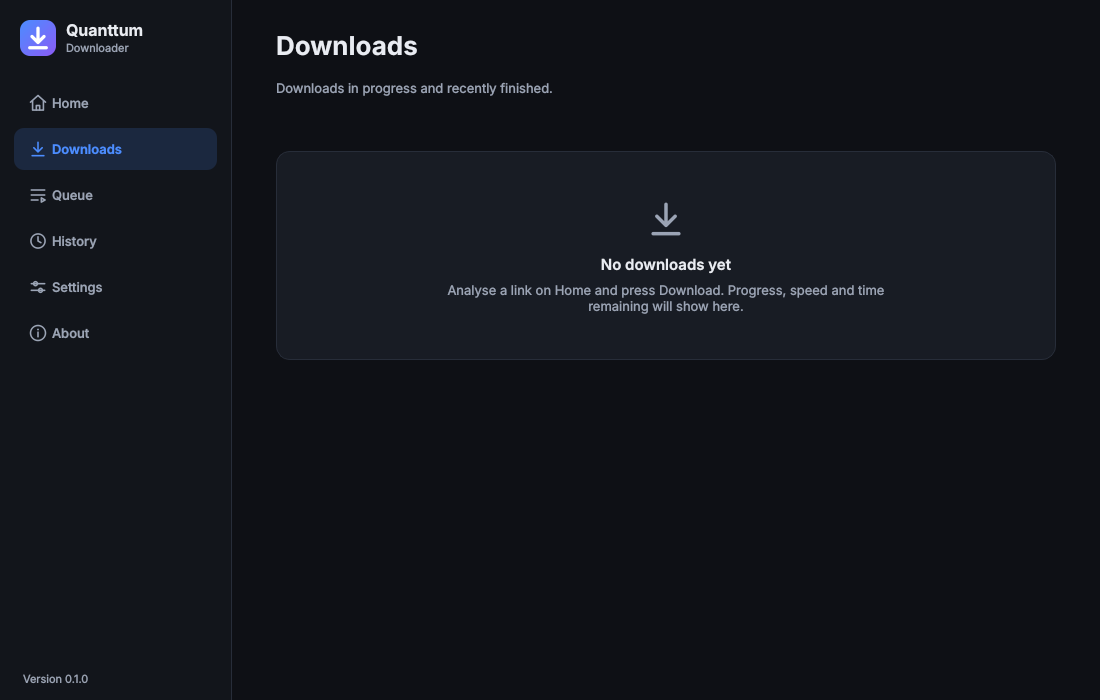 Quanttum
Downloader
Home
Downloads
Queue
History
Settings
About
Version 0.1.0
Downloads
Downloads in progress and recently finished.
No downloads yet
Analyse a link on Home and press Download. Progress, speed and time
remaining will show here.